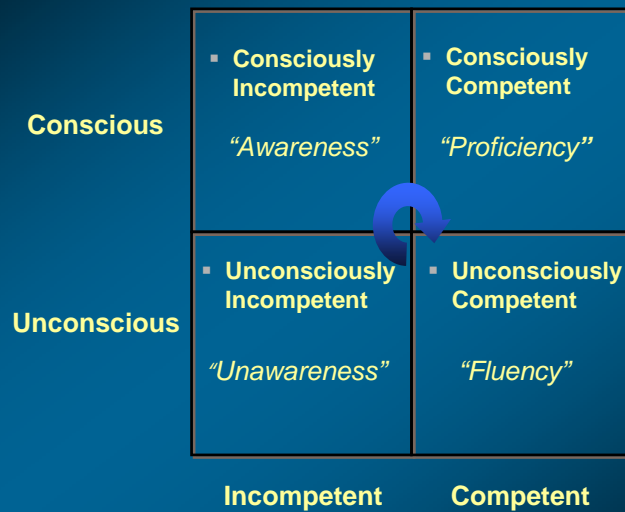 ▪ Consciously Incompetent
“Awareness”
▪ Consciously Competent
“Proficiency”
Conscious
▪ Unconsciously Incompetent
“Unawareness”
▪ Unconsciously Competent
“Fluency”
Unconscious
Incompetent
Competent